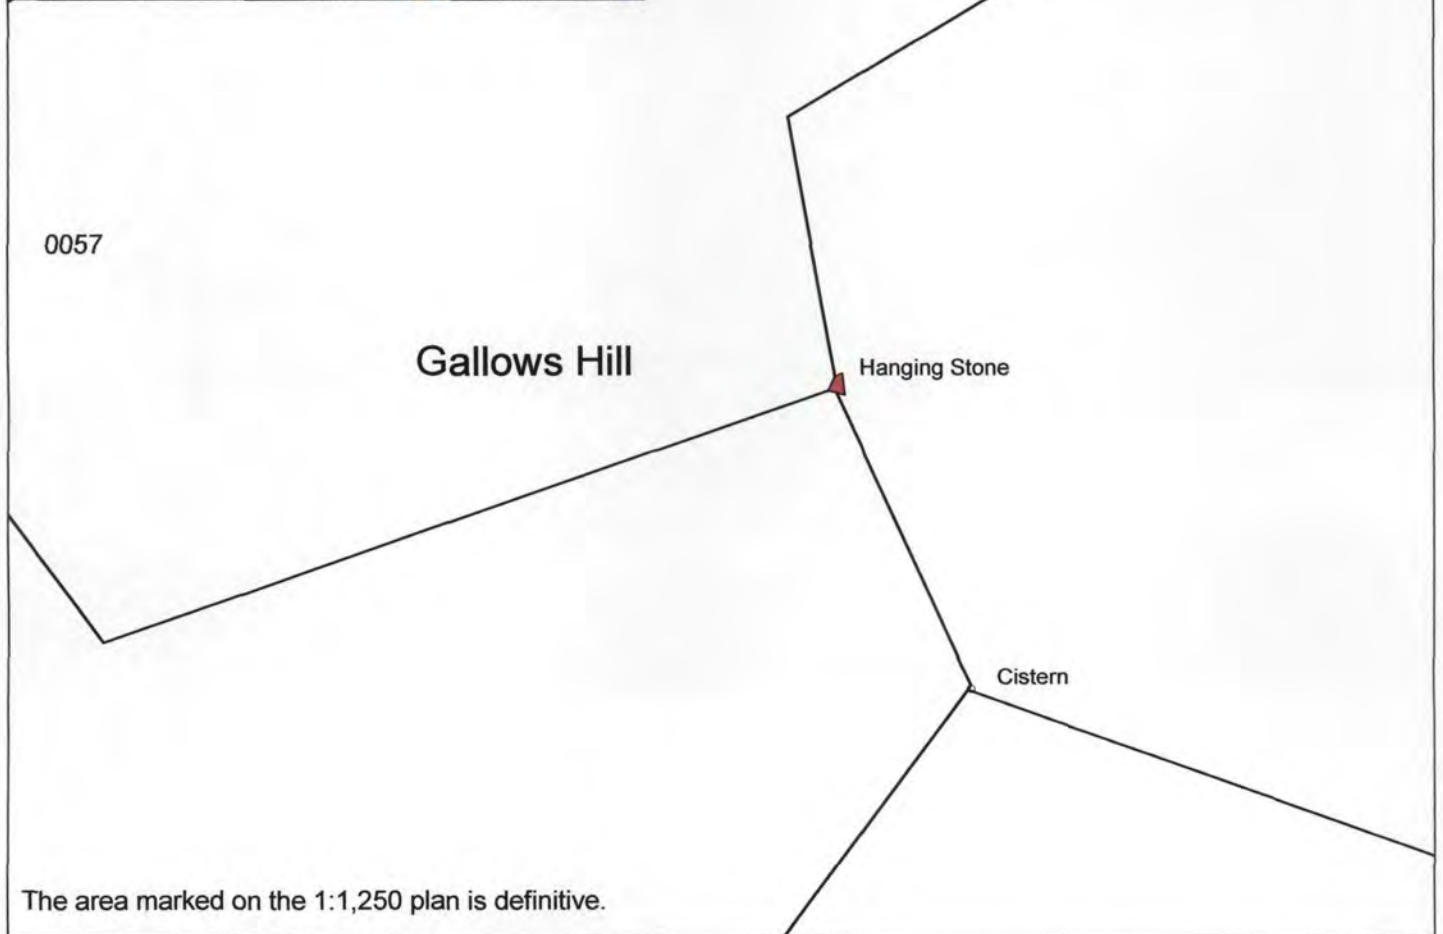 0057
Gallows Hill
Hanging Stone
Cistern
The area marked on the 1:1,250 plan is definitive.